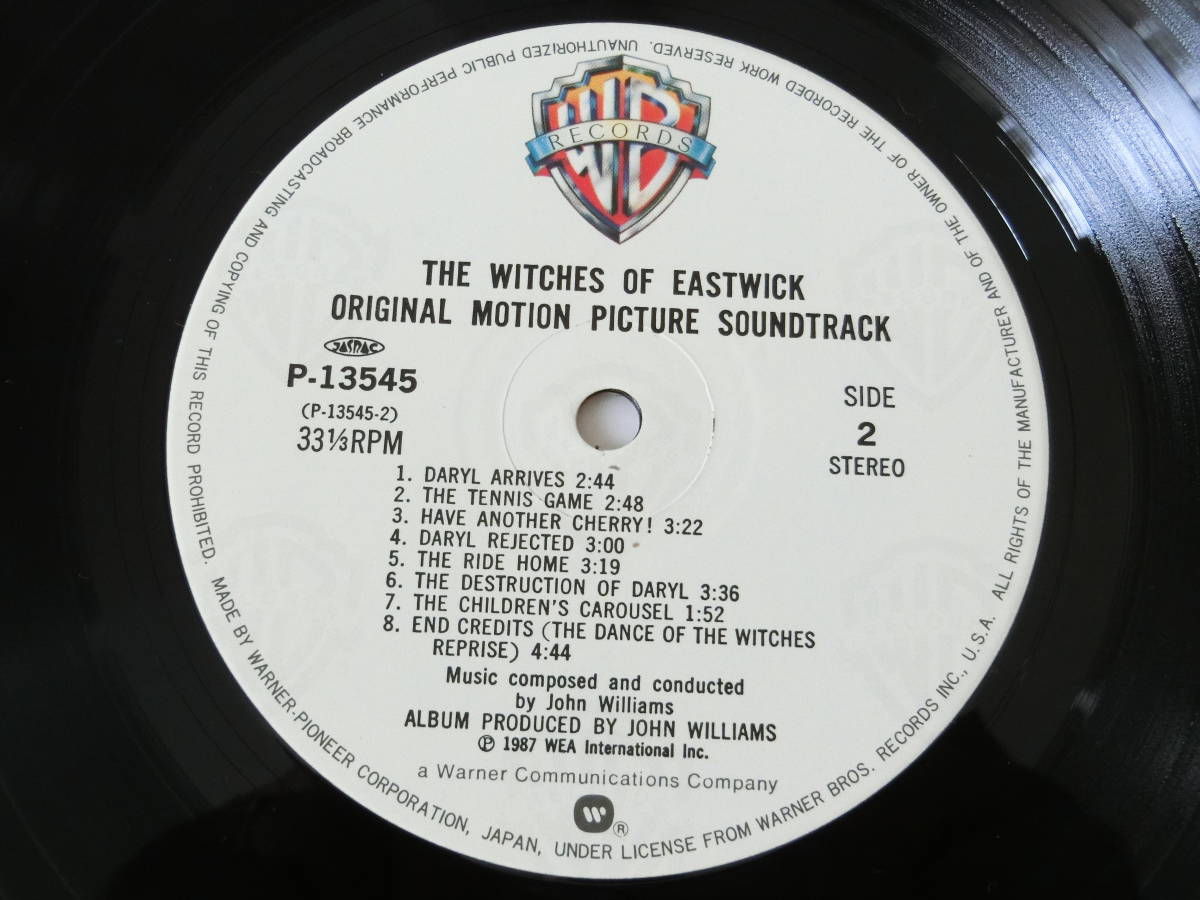 WB
RECORDS
THE WITCHES OF EASTWICK
ORIGINAL MOTION PICTURE SOUNDTRACK
JASRAC
P-13545
(P-13545-2)
33⅓RPM
SIDE
2
STEREO
1. DARYL ARRIVES 2:44
2. THE TENNIS GAME 2:48
3. HAVE ANOTHER CHERRY! 3:22
4. DARYL REJECTED 3:00
5. THE RIDE HOME 3:19
6. THE DESTRUCTION OF DARYL 3:36
7. THE CHILDREN'S CAROUSEL 1:52
8. END CREDITS (THE DANCE OF THE WITCHES
REPRISE) 4:44
Music composed and conducted
by John Williams
ALBUM PRODUCED BY JOHN WILLIAMS
℗ 1987 WEA International Inc.
a Warner Communications Company
W®
MADE BY WARNER-PIONEER CORPORATION, JAPAN, UNDER LICENSE FROM WARNER BROS. RECORDS INC., U.S.A. ALL RIGHTS OF THE MANUFACTURER AND OF THE OWNER OF THE RECORDED WORK RESERVED. UNAUTHORIZED PUBLIC PERFORMANCE BROADCASTING AND COPYING OF THIS RECORD PROHIBITED.